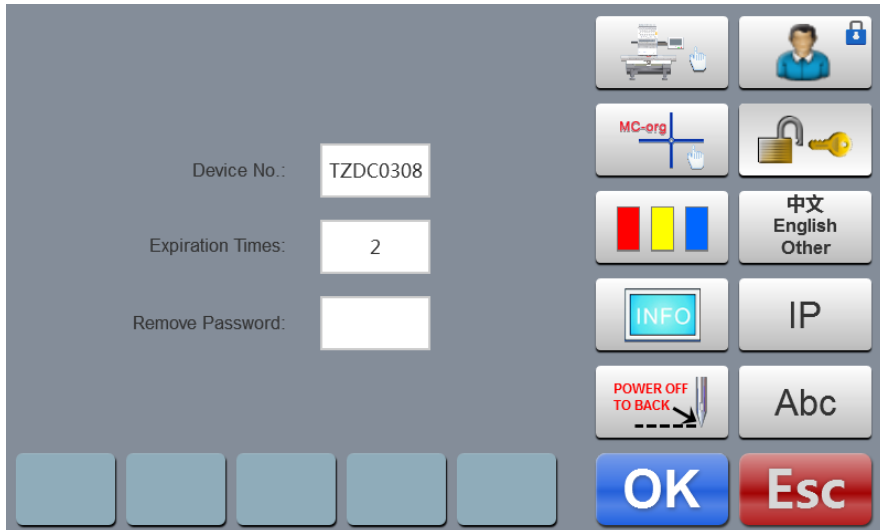 Device No.:
TZDC0308
Expiration Times:
2
Remove Password:
MC-org
中文
English
Other
INFO
IP
POWER OFF
TO BACK
Abc
OK
Esc